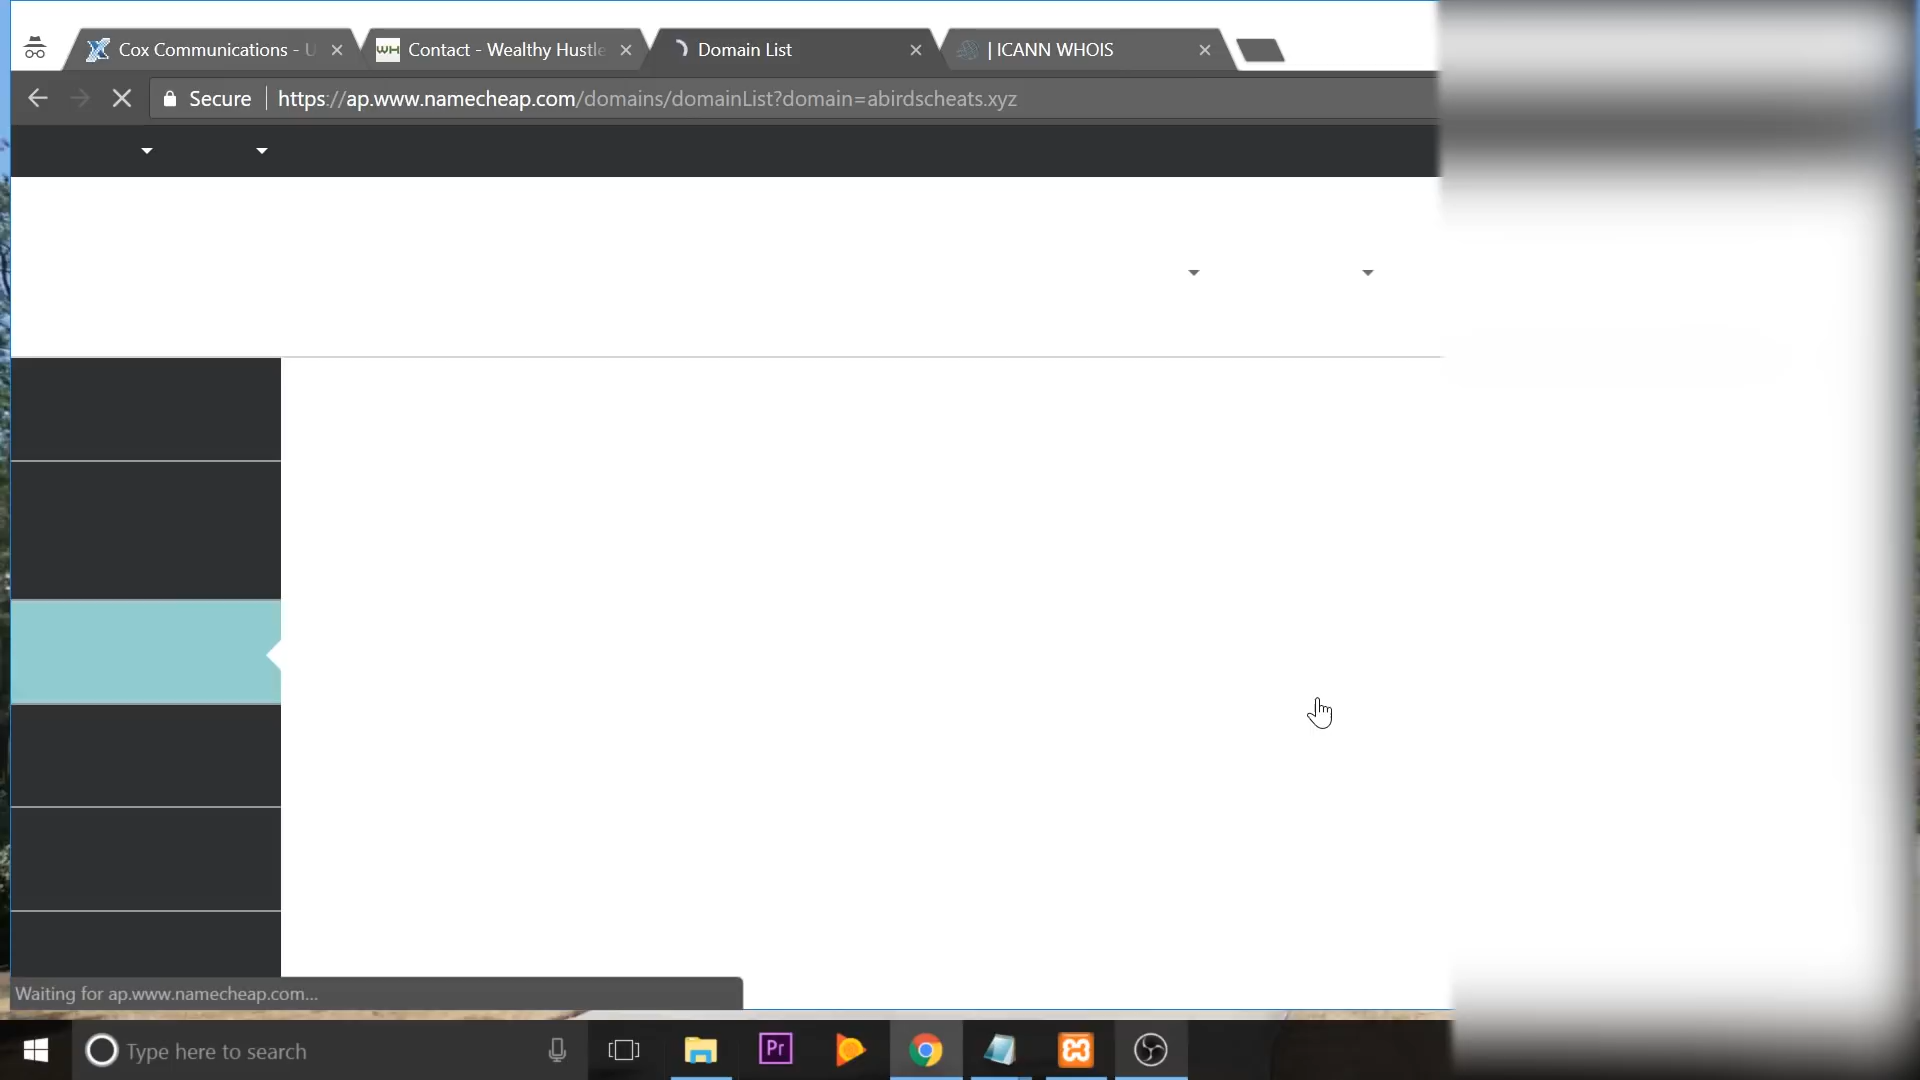 Cox Communications - U
Contact - Wealthy Hustle
Domain List
| ICANN WHOIS
Secure
https://ap.www.namecheap.com/domains/domainList?domain=abirdscheats.xyz
Waiting for ap.www.namecheap.com...
Type here to search
Pr